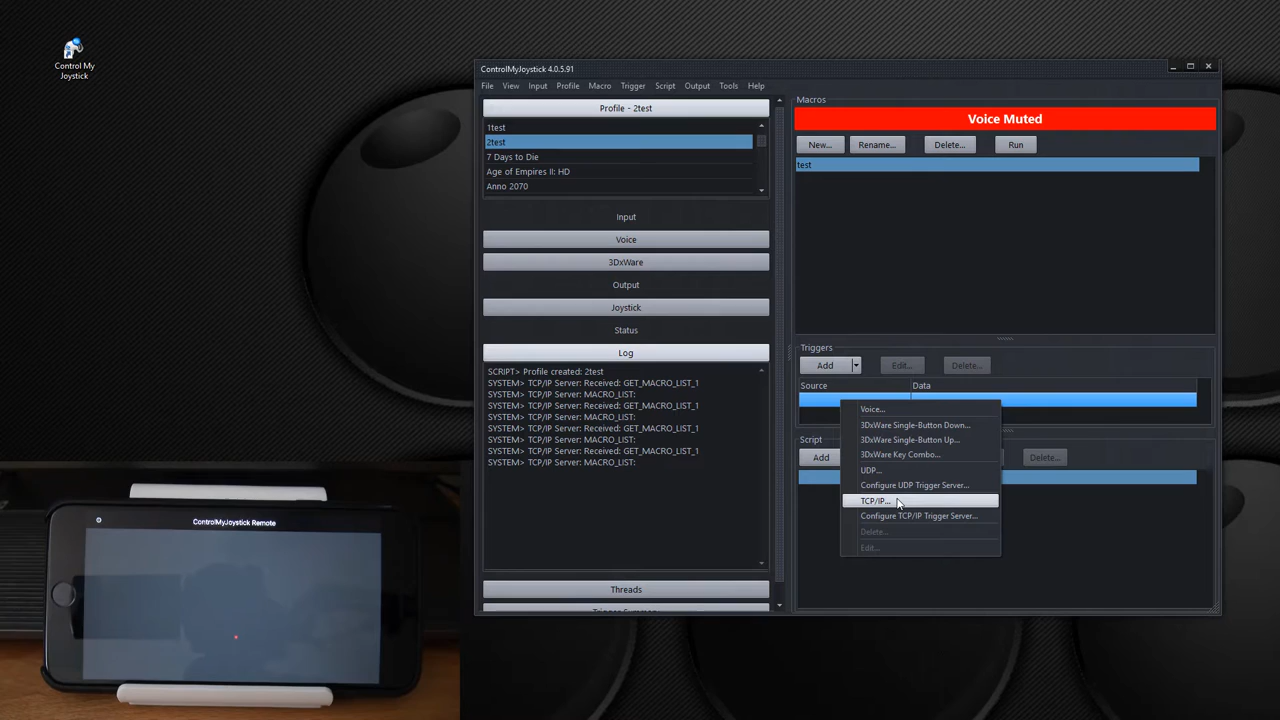 Control My
Joystick
ControlMyJoystick 4.0.5.91
File View Input Profile Macro Trigger Script Output Tools Help
Profile - 2test
1test
2test
7 Days to Die
Age of Empires II: HD
Anno 2070
Input
Voice
3DxWare
Output
Joystick
Status
Log
SCRIPT> Profile created: 2test
SYSTEM> TCP/IP Server: Received: GET_MACRO_LIST_1
SYSTEM> TCP/IP Server: MACRO_LIST:
SYSTEM> TCP/IP Server: Received: GET_MACRO_LIST_1
SYSTEM> TCP/IP Server: MACRO_LIST:
SYSTEM> TCP/IP Server: Received: GET_MACRO_LIST_1
SYSTEM> TCP/IP Server: MACRO_LIST:
SYSTEM> TCP/IP Server: Received: GET_MACRO_LIST_1
SYSTEM> TCP/IP Server: MACRO_LIST:
Threads
Trigger Summary
Macros
Voice Muted
New... Rename... Delete... Run
test
Triggers
Add Edit... Delete...
Source Data
Script
Add Delete...
Voice...
3DxWare Single-Button Down...
3DxWare Single-Button Up...
3DxWare Key Combo...
UDP...
Configure UDP Trigger Server...
TCP/IP...
Configure TCP/IP Trigger Server...
Delete...
Edit...
ControlMyJoystick Remote